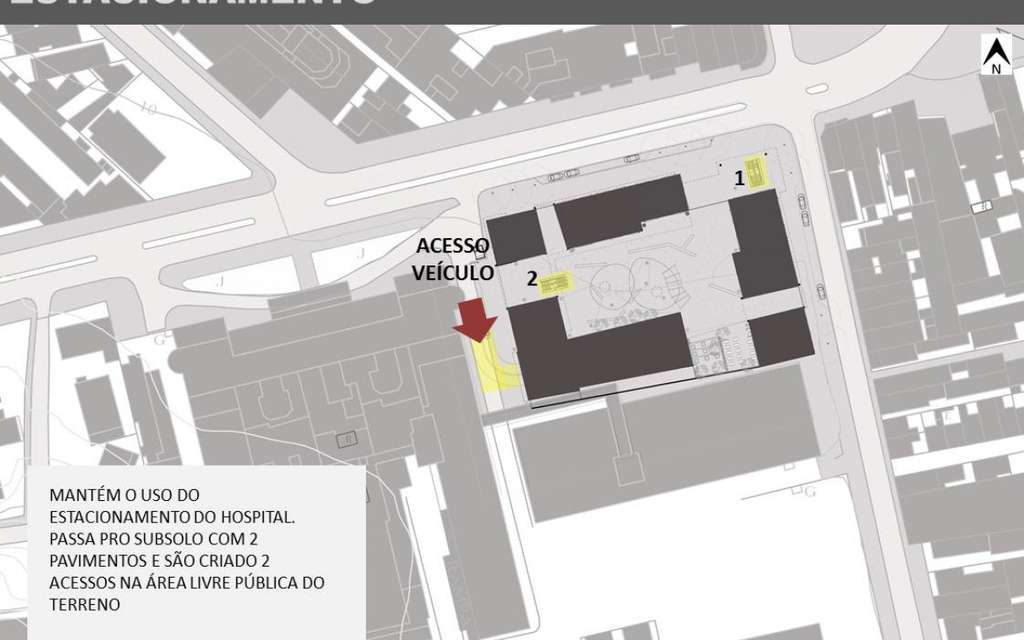 ESTACIONAMENTO
N
1
ACESSO
VEÍCULO
2
MANTÉM O USO DO
ESTACIONAMENTO DO HOSPITAL.
PASSA PRO SUBSOLO COM 2
PAVIMENTOS E SÃO CRIADO 2
ACESSOS NA ÁREA LIVRE PÚBLICA DO
TERRENO